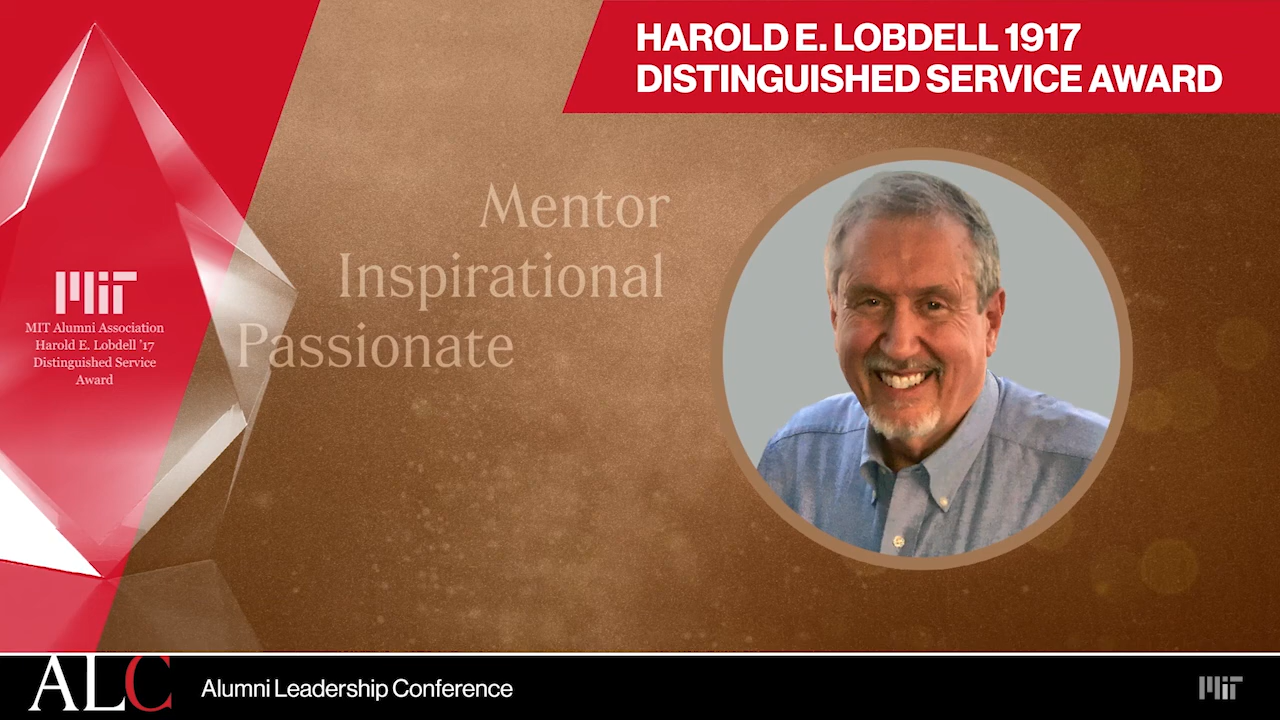 HAROLD E. LOBDELL 1917
DISTINGUISHED SERVICE AWARD
Mentor
Inspirational
Passionate
MIT
MIT Alumni Association
Harold E. Lobdell ’17
Distinguished Service
Award
ALC
Alumni Leadership Conference
MIT